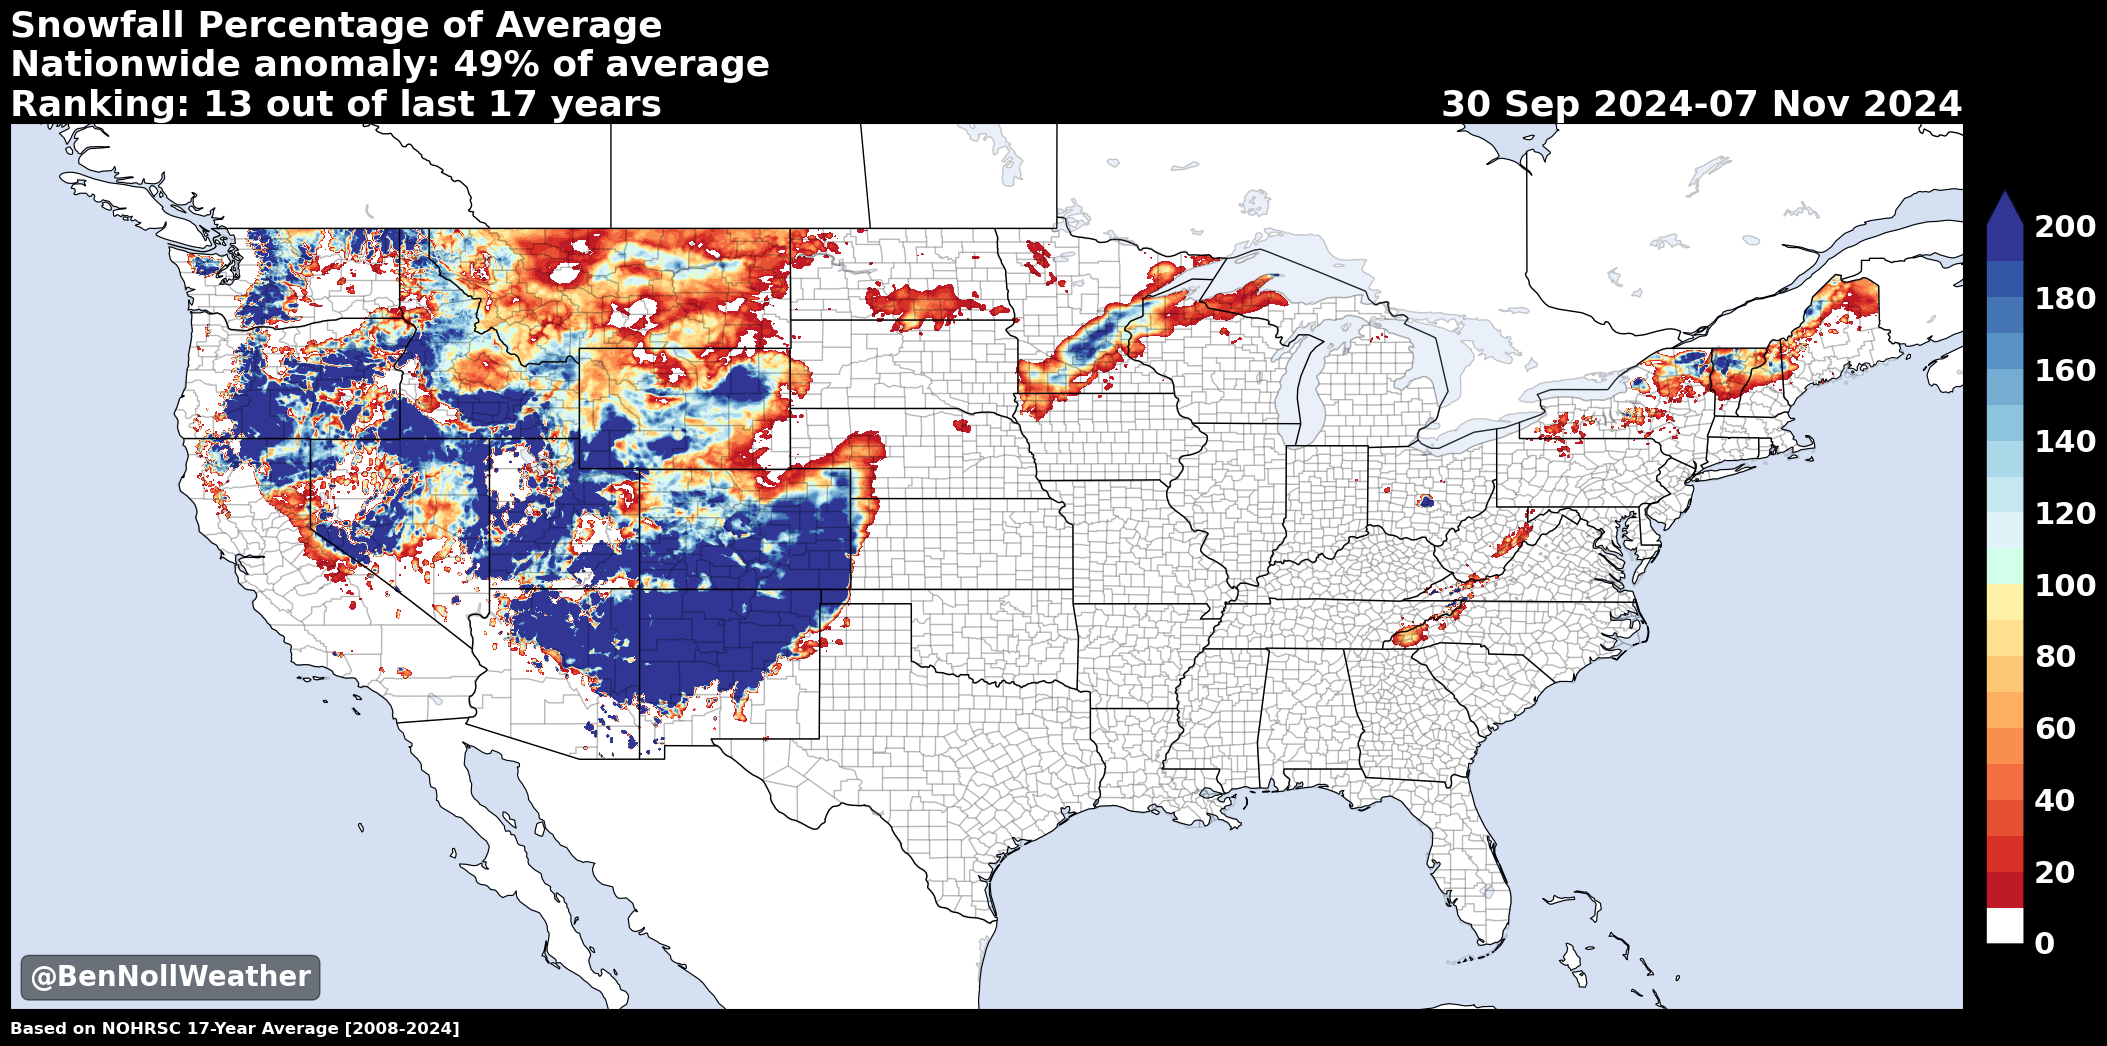 Snowfall Percentage of Average
Nationwide anomaly: 49% of average
Ranking: 13 out of last 17 years
30 Sep 2024-07 Nov 2024
200
180
160
140
120
100
80
60
40
20
0
@BenNollWeather
Based on NOHRSC 17-Year Average [2008-2024]